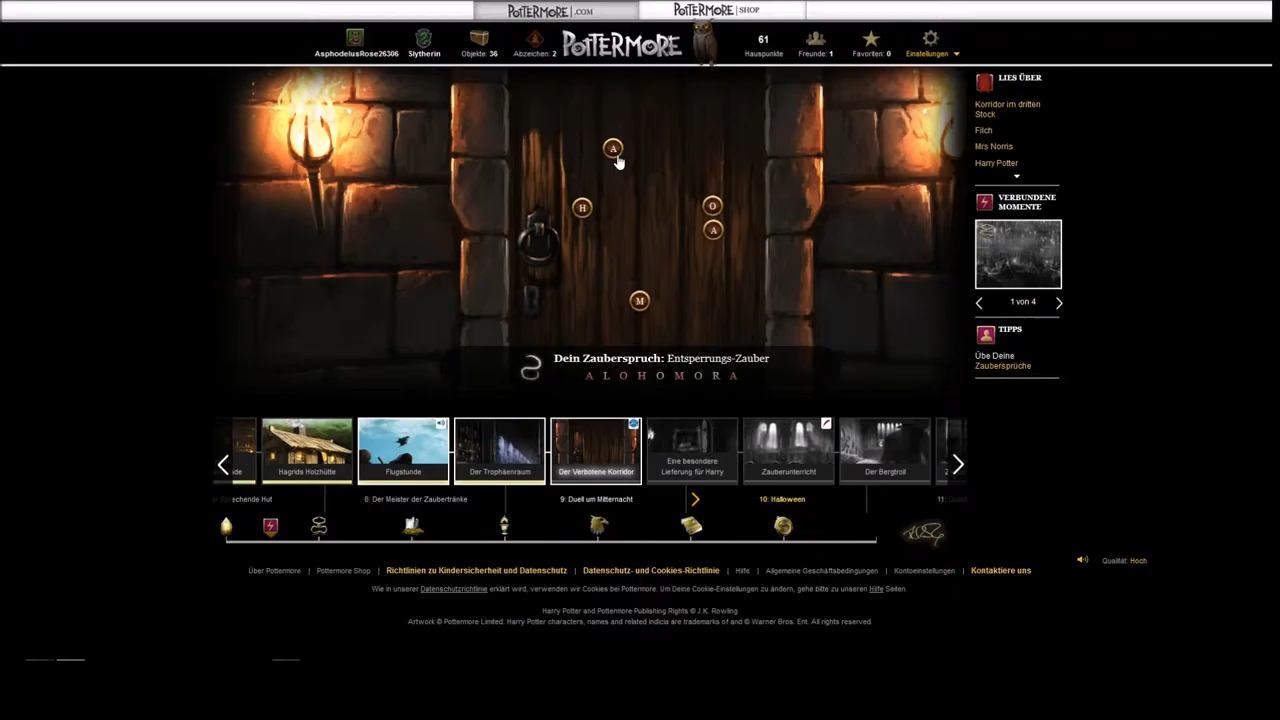 POTTERMORE | .COM
POTTERMORE | SHOP
AsphodelusRose26306
Slytherin
Objekte: 36
Abzeichen: 2
POTTERMORE
61
Hauspunkte
Freunde: 1
Favoriten: 0
Einstellungen
A
H
O
A
M
Dein Zauberspruch: Entsperrungs-Zauber
A L O H O M O R A
LIES ÜBER
Korridor im dritten
Stock
Filch
Mrs Norris
Harry Potter
VERBUNDENE
MOMENTE
1 von 4
TIPPS
Übe Deine
Zaubersprüche
Hagrids Holzhütte
Flugstunde
Der Trophäenraum
Der Verbotene Korridor
Eine besondere
Lieferung für Harry
Zauberunterricht
Der Bergtroll
8: Der Meister der Zaubertränke
9: Duell um Mitternacht
10: Halloween
11:
Über Pottermore | Pottermore Shop | Richtlinien zu Kindersicherheit und Datenschutz | Datenschutz- und Cookies-Richtlinie | Hilfe | Allgemeine Geschäftsbedingungen | Kontoeinstellungen | Kontaktiere uns
Qualität: Hoch
Wie in unserer Datenschutzrichtlinie erklärt wird, verwenden wir Cookies bei Pottermore. Um Deine Cookie-Einstellungen zu ändern, gehe bitte zu unseren Hilfe Seiten.
Harry Potter and Pottermore Publishing Rights © J.K. Rowling
Artwork © Pottermore Limited. Harry Potter characters, names and related indicia are trademarks of and © Warner Bros. Ent. All rights reserved.